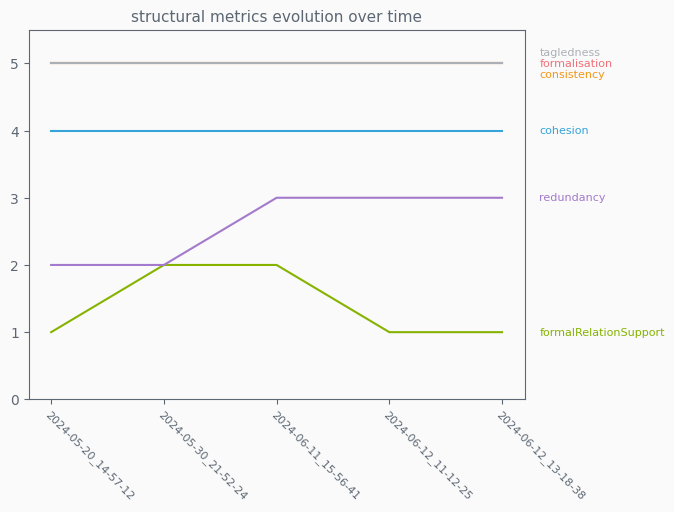 structural metrics evolution over time
5
4
3
2
1
0
tagledness
formalisation
consistency
cohesion
redundancy
formalRelationSupport
2024-05-20_14-57-12
2024-05-30_21-52-24
2024-06-11_15-56-41
2024-06-12_11-12-25
2024-06-12_13-18-38